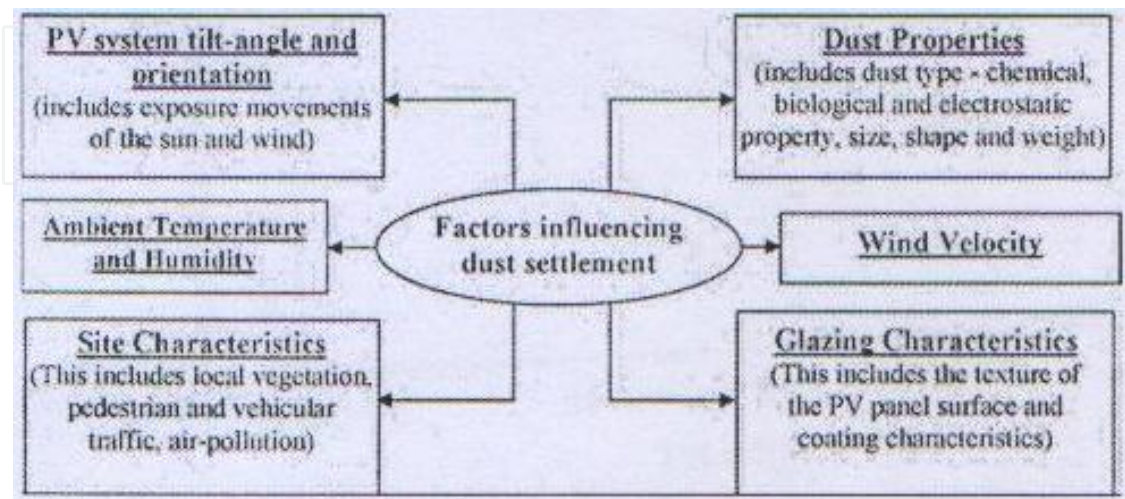 PV system tilt-angle and
orientation
(includes exposure movements
of the sun and wind)
Dust Properties
(includes dust type - chemical,
biological and electrostatic
property, size, shape and weight)
Ambient Temperature
and Humidity
Factors influencing
dust settlement
Wind Velocity
Site Characteristics
(This includes local vegetation,
pedestrian and vehicular
traffic, air-pollution)
Glazing Characteristics
(This includes the texture of
the PV panel surface and
coating characteristics)